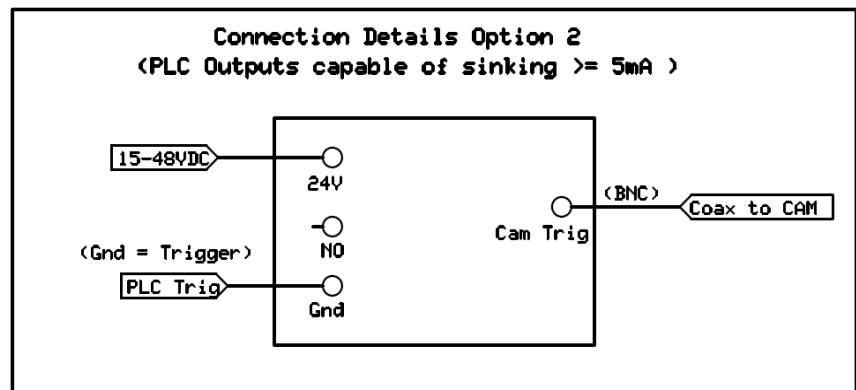 Connection Details Option 2
(PLC Outputs capable of sinking >= 5mA )
15-48VDC
24V
(BNC)
Coax to CAM
Cam Trig
NO
(Gnd = Trigger)
PLC Trig
Gnd